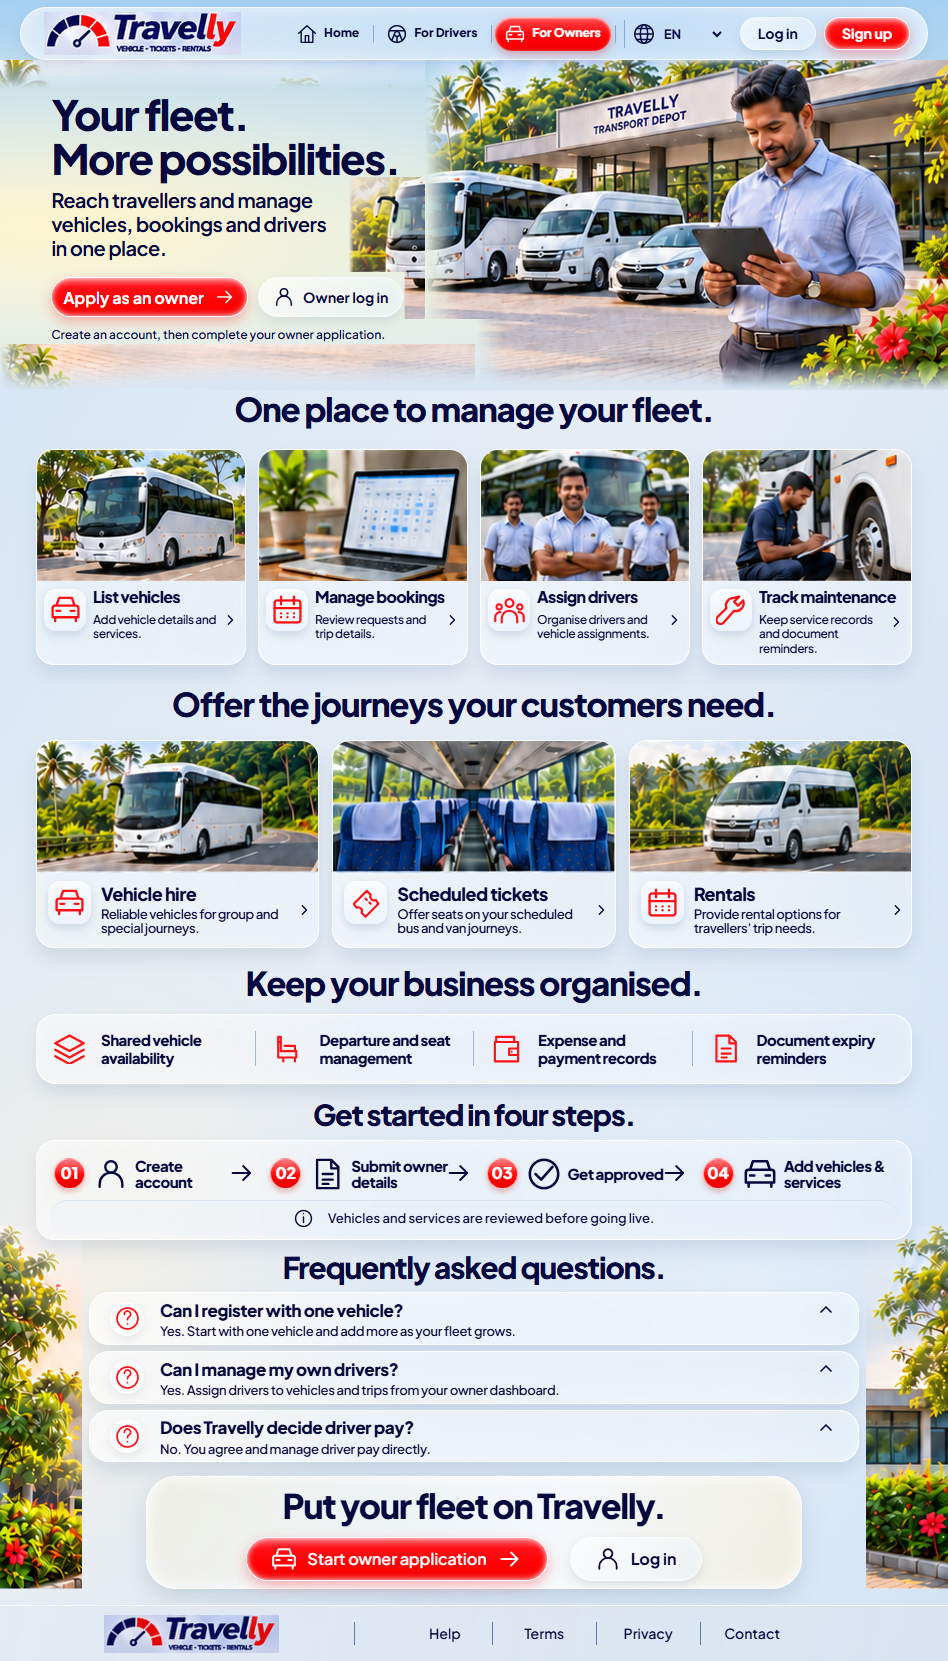 Travelly
VEHICLE - TICKETS - RENTALS
Home
For Drivers
For Owners
EN
Log in
Sign up
Your fleet.
More possibilities.
Reach travellers and manage
vehicles, bookings and drivers
in one place.
Apply as an owner
Owner log in
Create an account, then complete your owner application.
TRAVELLY
TRANSPORT DEPOT
One place to manage your fleet.
List vehicles
Add vehicle details and
services.
Manage bookings
Review requests and
trip details.
Assign drivers
Organise drivers and
vehicle assignments.
Track maintenance
Keep service records
and document
reminders.
Offer the journeys your customers need.
Vehicle hire
Reliable vehicles for group and
special journeys.
Scheduled tickets
Offer seats on your scheduled
bus and van journeys.
Rentals
Provide rental options for
travellers' trip needs.
Keep your business organised.
Shared vehicle
availability
Departure and seat
management
Expense and
payment records
Document expiry
reminders
Get started in four steps.
01
Create
account
02
Submit owner
details
03
Get approved
04
Add vehicles &
services
Vehicles and services are reviewed before going live.
Frequently asked questions.
Can I register with one vehicle?
Yes. Start with one vehicle and add more as your fleet grows.
Can I manage my own drivers?
Yes. Assign drivers to vehicles and trips from your owner dashboard.
Does Travelly decide driver pay?
No. You agree and manage driver pay directly.
Put your fleet on Travelly.
Start owner application
Log in
Travelly
VEHICLE - TICKETS - RENTALS
Help
Terms
Privacy
Contact